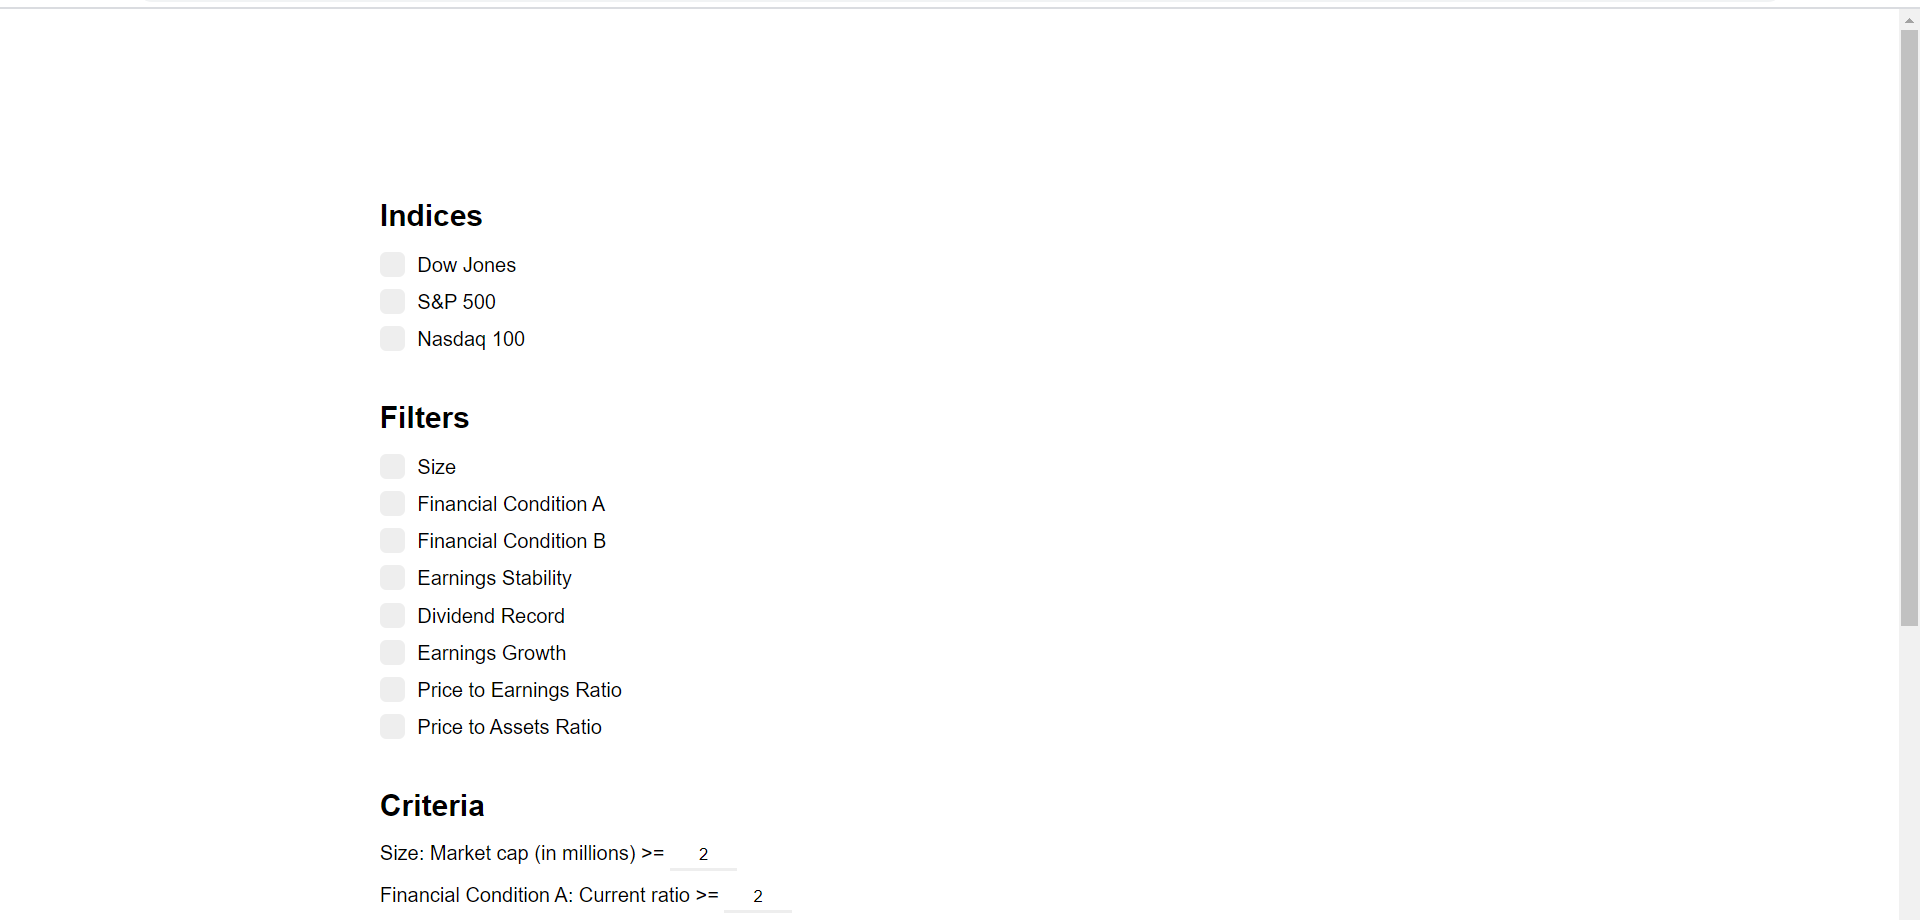 Indices
Dow Jones
S&P 500
Nasdaq 100
Filters
Size
Financial Condition A
Financial Condition B
Earnings Stability
Dividend Record
Earnings Growth
Price to Earnings Ratio
Price to Assets Ratio
Criteria
Size: Market cap (in millions) >= 2
Financial Condition A: Current ratio >= 2